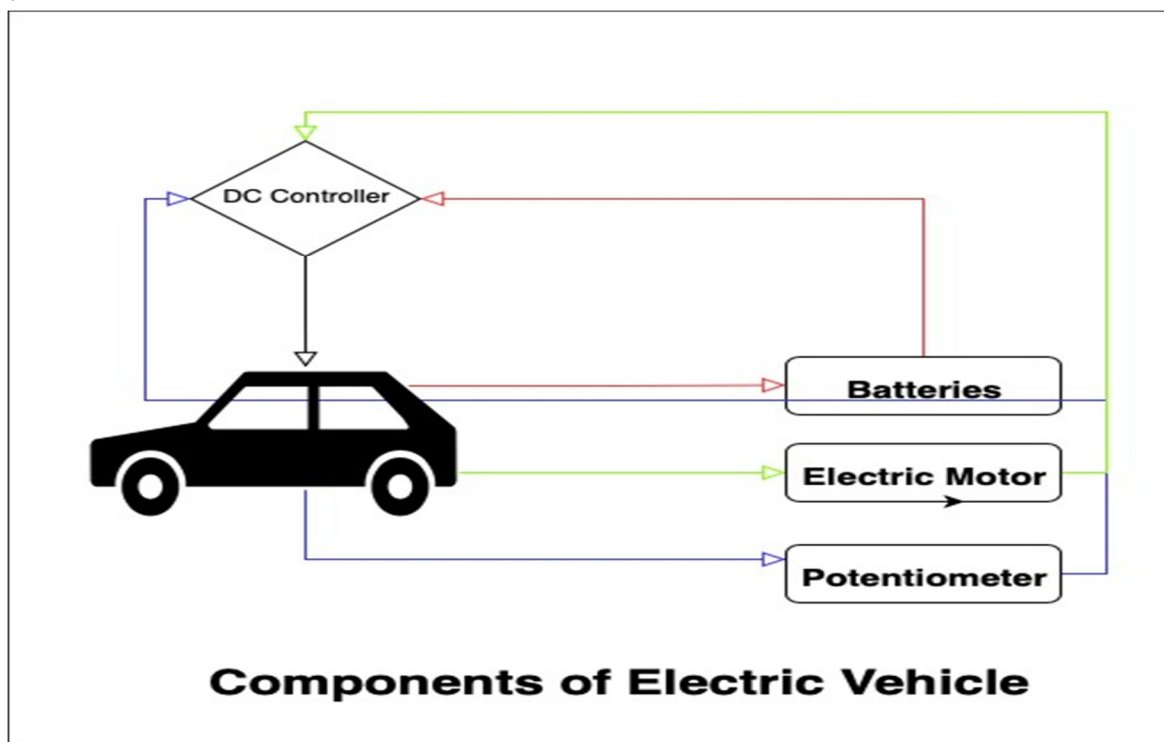 DC Controller
Batteries
Electric Motor
Potentiometer
Components of Electric Vehicle